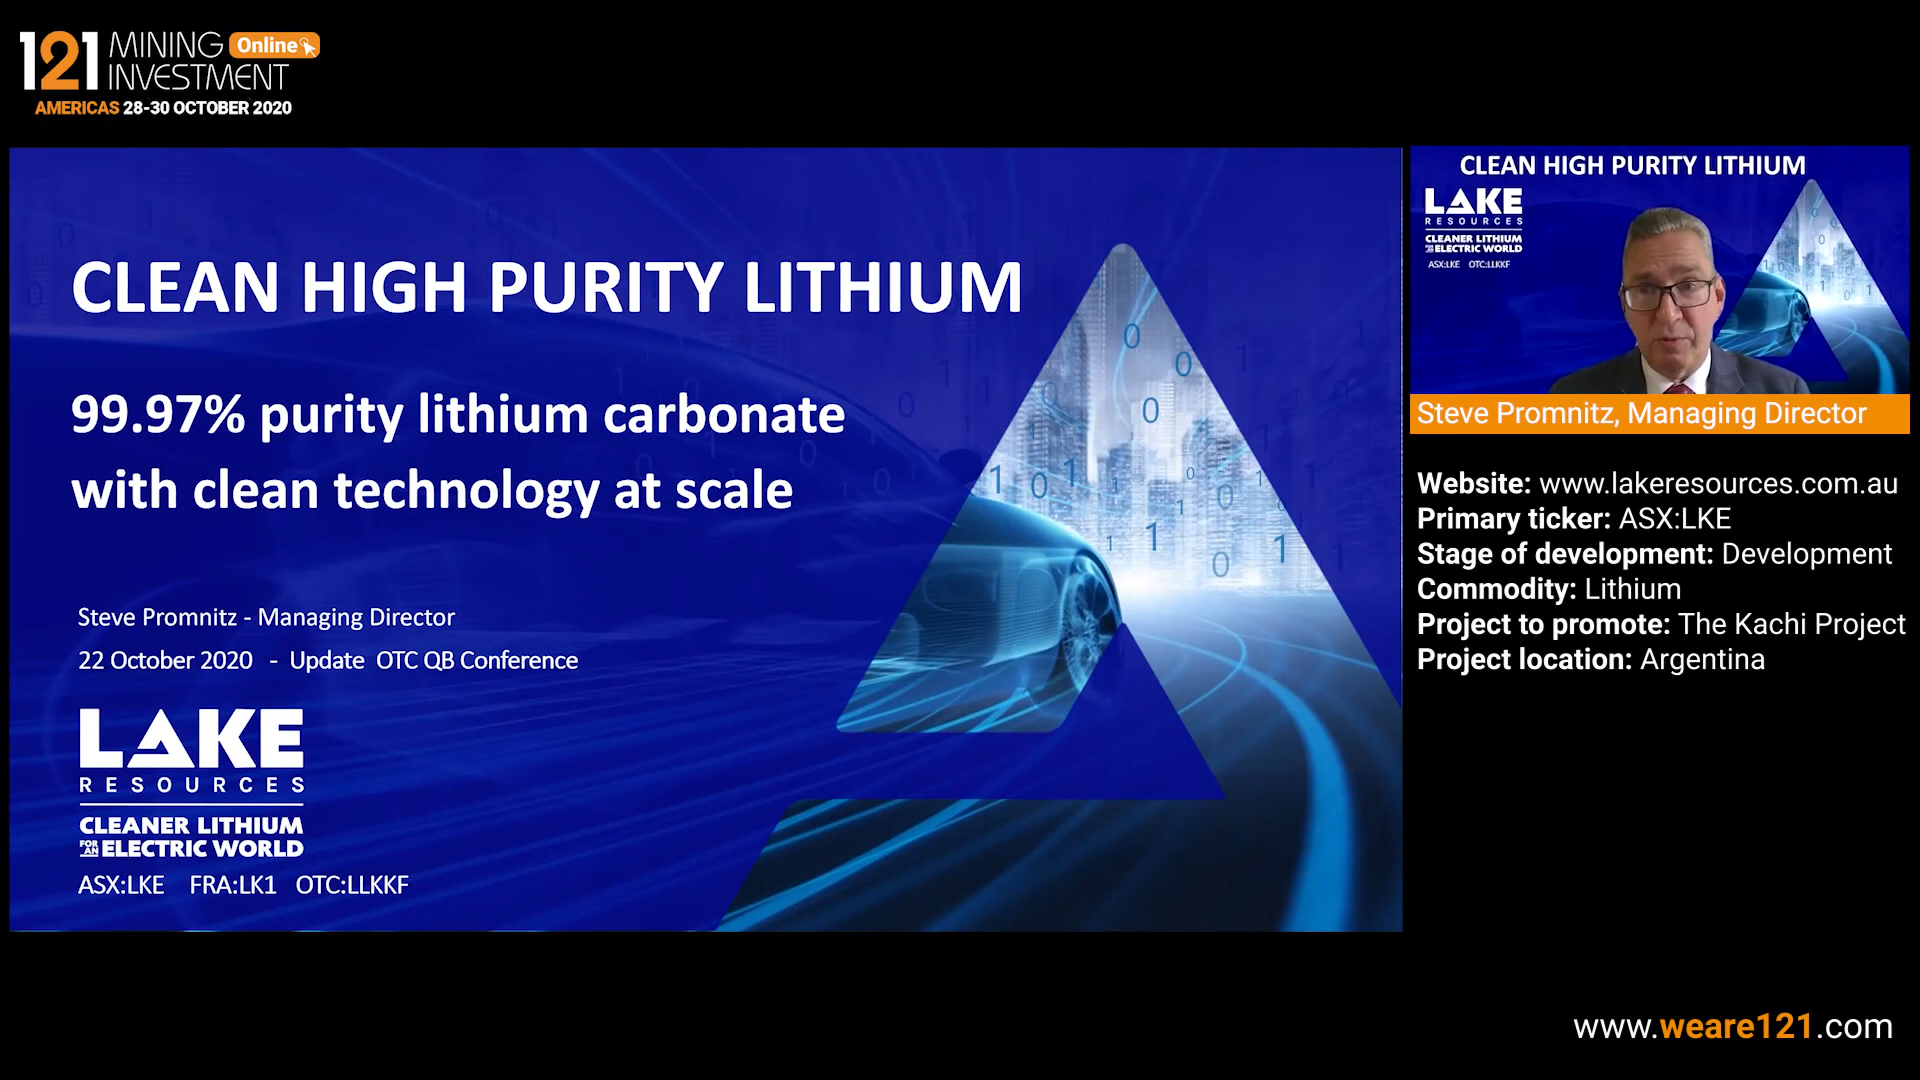 121 MINING Online
INVESTMENT
AMERICAS 28-30 OCTOBER 2020
CLEAN HIGH PURITY LITHIUM
99.97% purity lithium carbonate
with clean technology at scale
Steve Promnitz - Managing Director
22 October 2020 - Update OTC QB Conference
LAKE
RESOURCES
CLEANER LITHIUM
FOR AN ELECTRIC WORLD
ASX:LKE FRA:LK1 OTC:LLKKF
CLEAN HIGH PURITY LITHIUM
LAKE
RESOURCES
CLEANER LITHIUM
FOR AN ELECTRIC WORLD
ASX:LKE OTC:LLKKF
Steve Promnitz, Managing Director
Website: www.lakeresources.com.au
Primary ticker: ASX:LKE
Stage of development: Development
Commodity: Lithium
Project to promote: The Kachi Project
Project location: Argentina
www.weare121.com